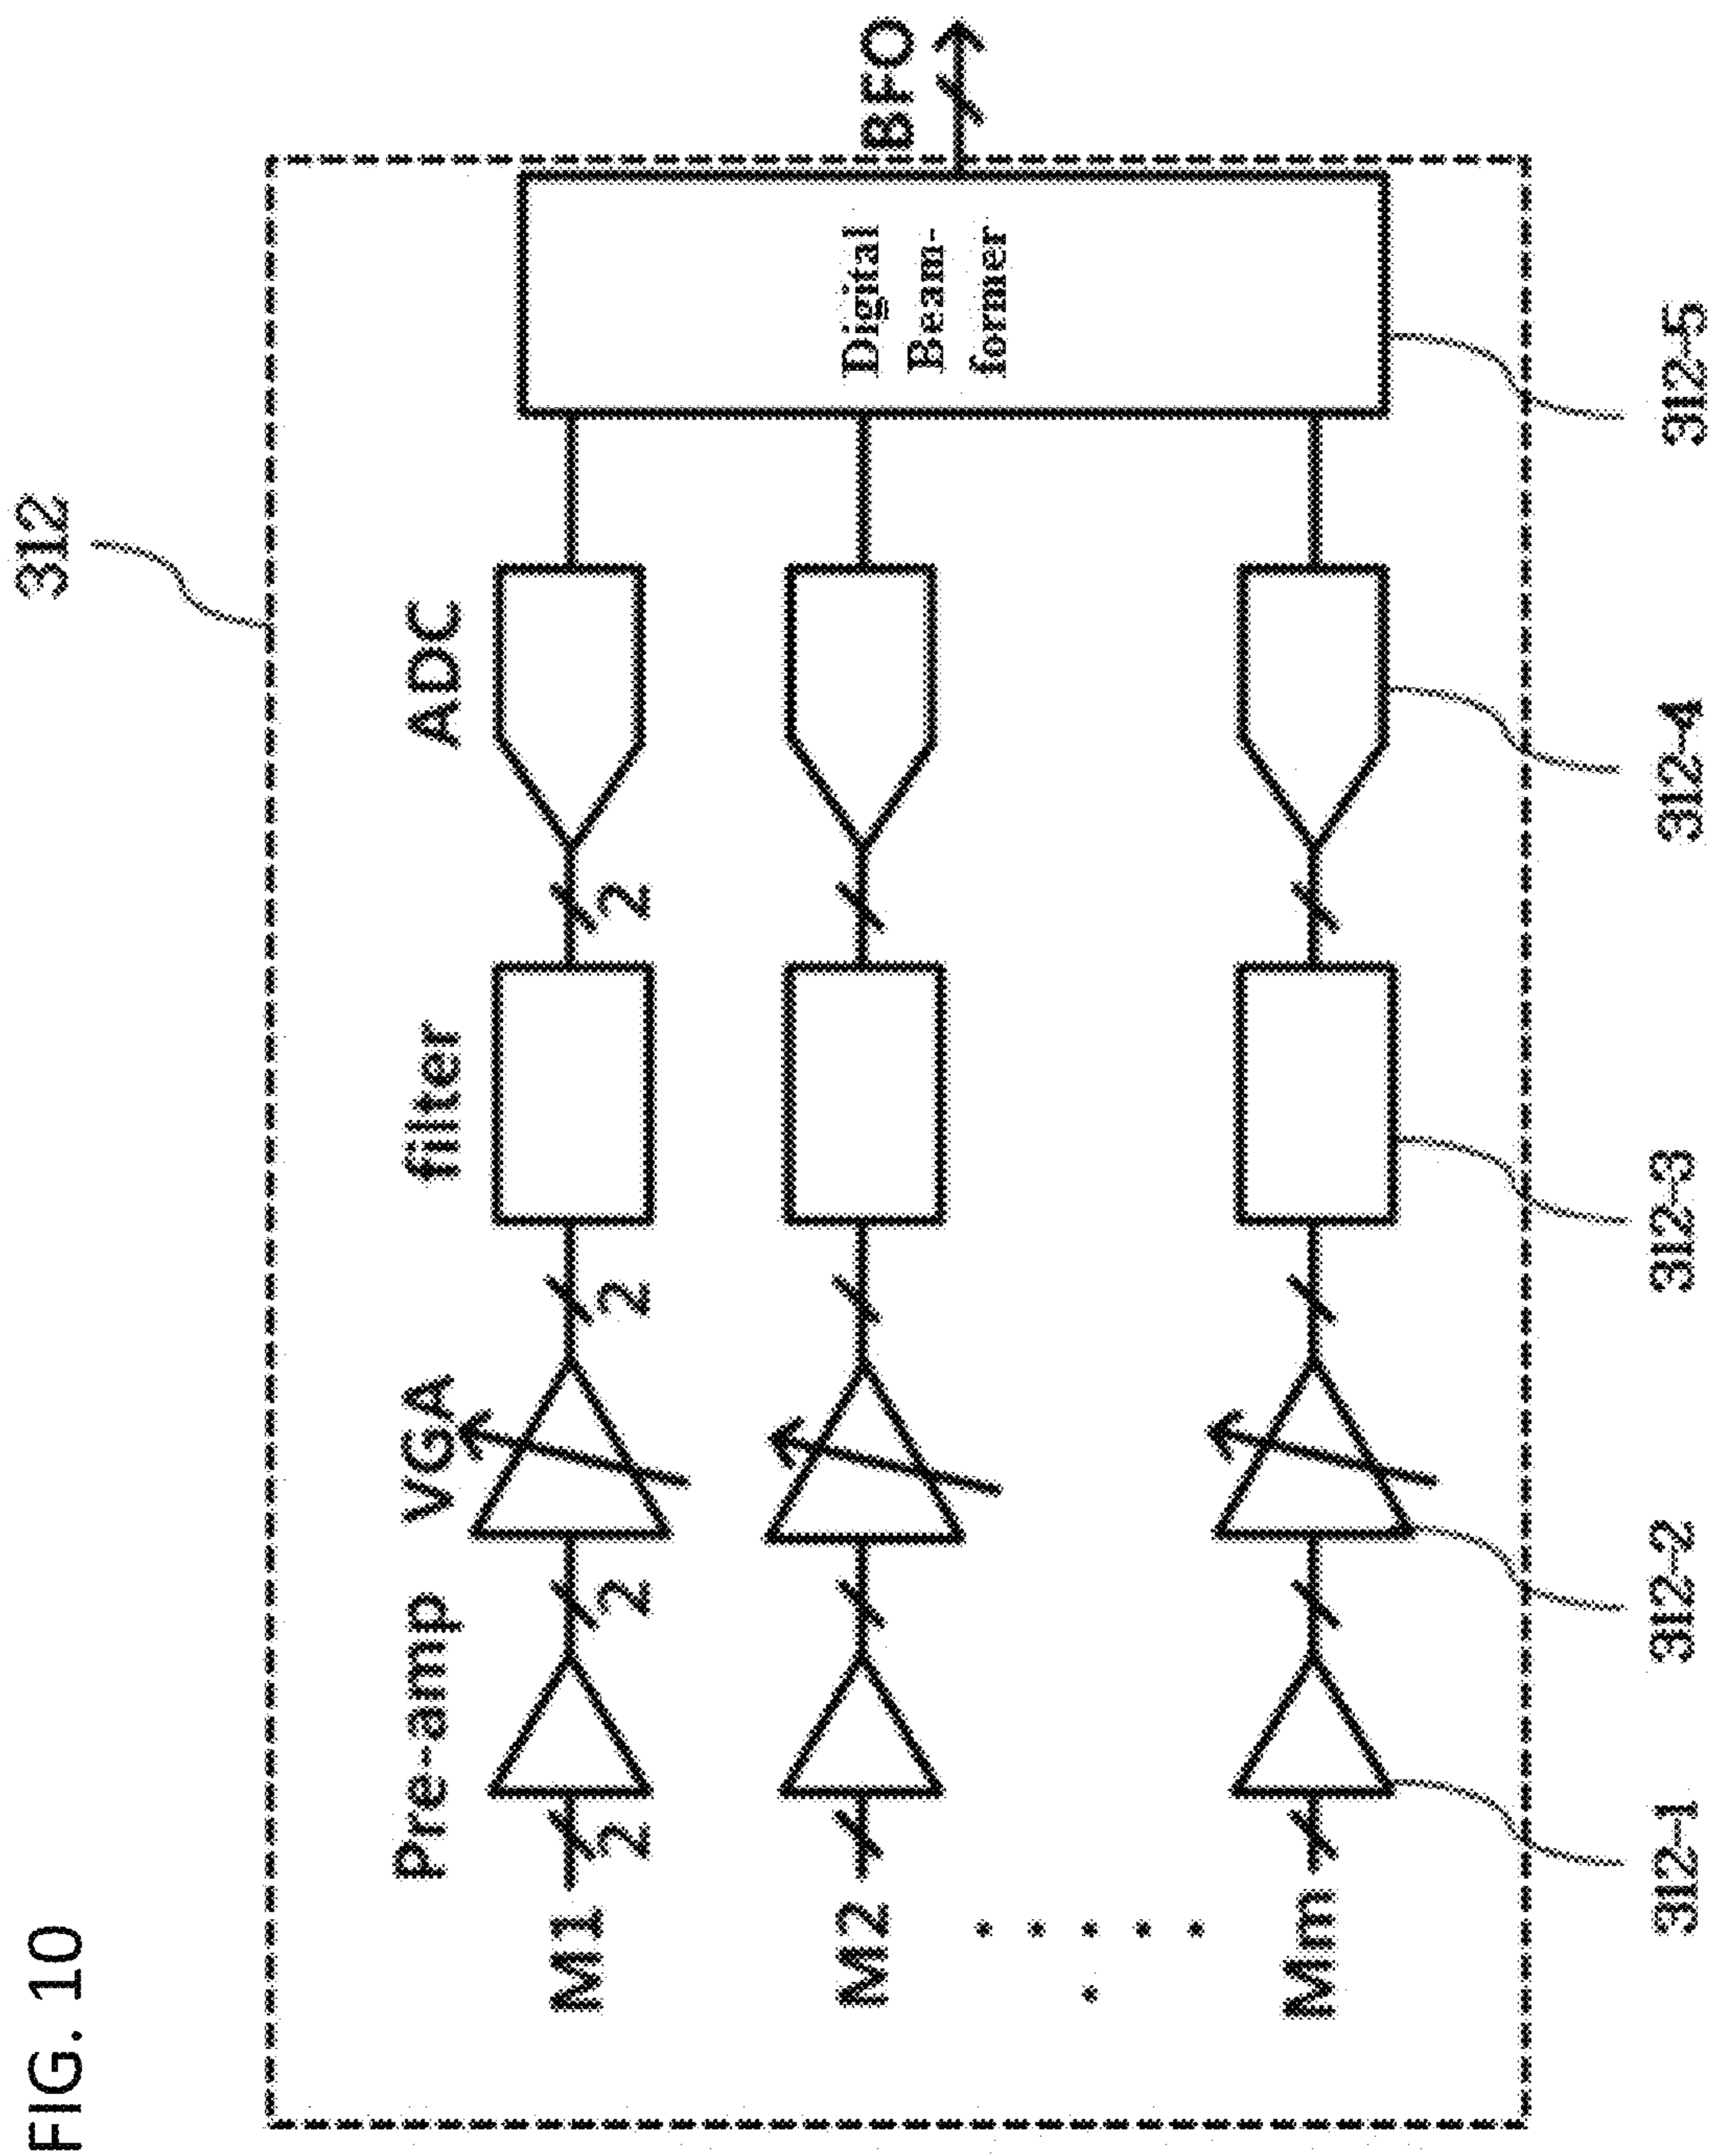 FIG. 10
312
Pre-amp
VGA
filter
ADC
M1
2
2
2
2
M2
Mm
Digital
Beam-
former
BFO
312-1
312-2
312-3
312-4
312-5